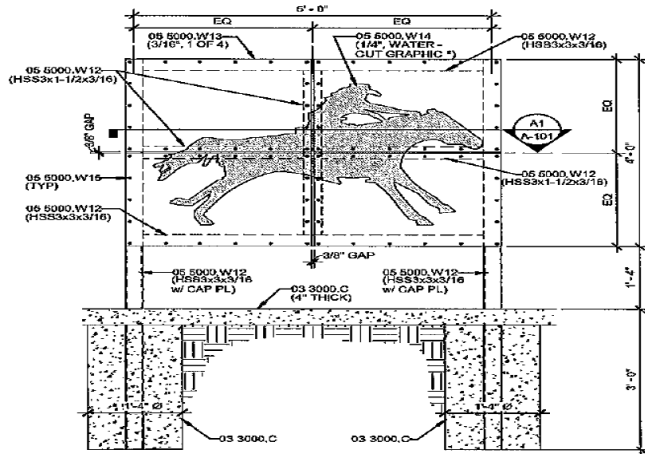 5'-0"
EQ EQ
05 5000.W13
(3/16", 1 OF 4)
05 5000.W14
(1/4", WATER-
CUT GRAPHIC *)
05 5000.W12
(HSS3x3x3/16)
05 5000.W12
(HSS3x1-1/2x3/16)
3/8" GAP
A1
A-101
EQ
4'-0"
EQ
05 5000.W15
(TYP)
05 5000.W12
(HSS3x1-1/2x3/16)
05 5000.W12
(HSS3x3x3/16)
3/8" GAP
05 5000.W12
(HSS3x3x3/16
w/ CAP PL)
03 3000.C
(4" THICK)
05 5000.W12
(HSS3x3x3/16
w/ CAP PL)
1'-4"
3'-0"
1'-4" Ø
1'-4" Ø
03 3000.C
03 3000.C